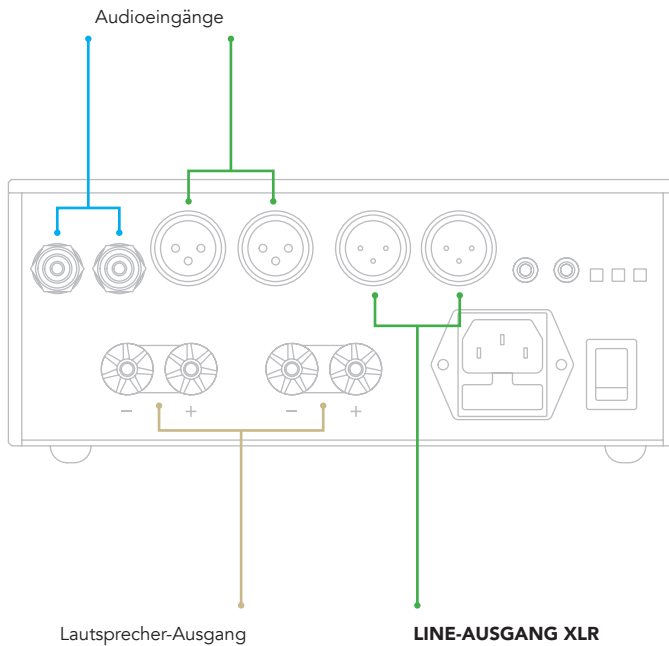 Audioeingänge
− + − +
Lautsprecher-Ausgang
LINE-AUSGANG XLR